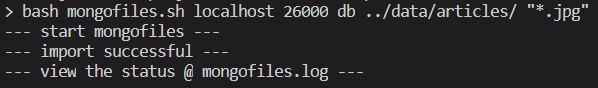 > bash mongofiles.sh localhost 26000 db ../data/articles/ "*.jpg"
--- start mongofiles ---
--- import successful ---
--- view the status @ mongofiles.log ---